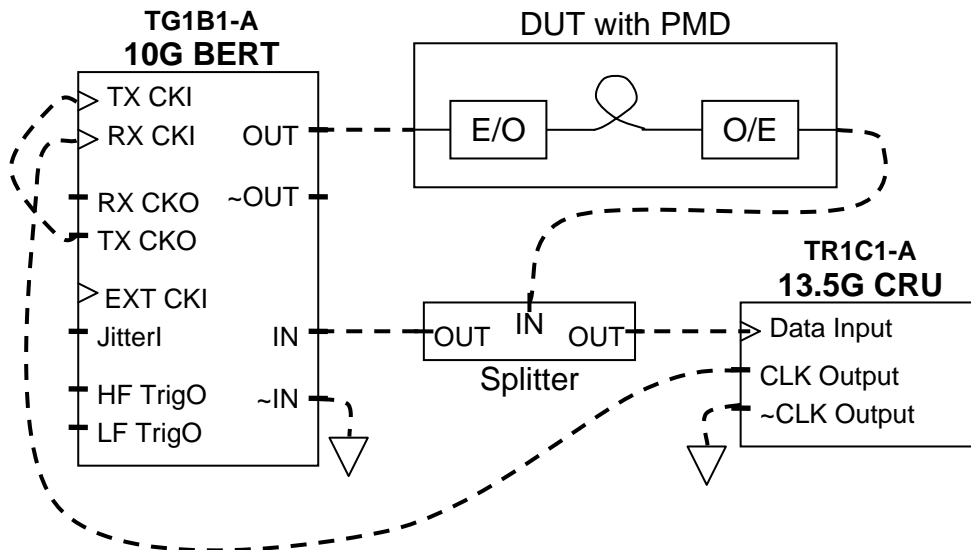 TG1B1-A
10G BERT
TX CKI
RX CKI
OUT
RX CKO
~OUT
TX CKO
EXT CKI
JitterI
IN
HF TrigO
~IN
LF TrigO
DUT with PMD
E/O
O/E
OUT
IN
OUT
Splitter
TR1C1-A
13.5G CRU
Data Input
CLK Output
~CLK Output